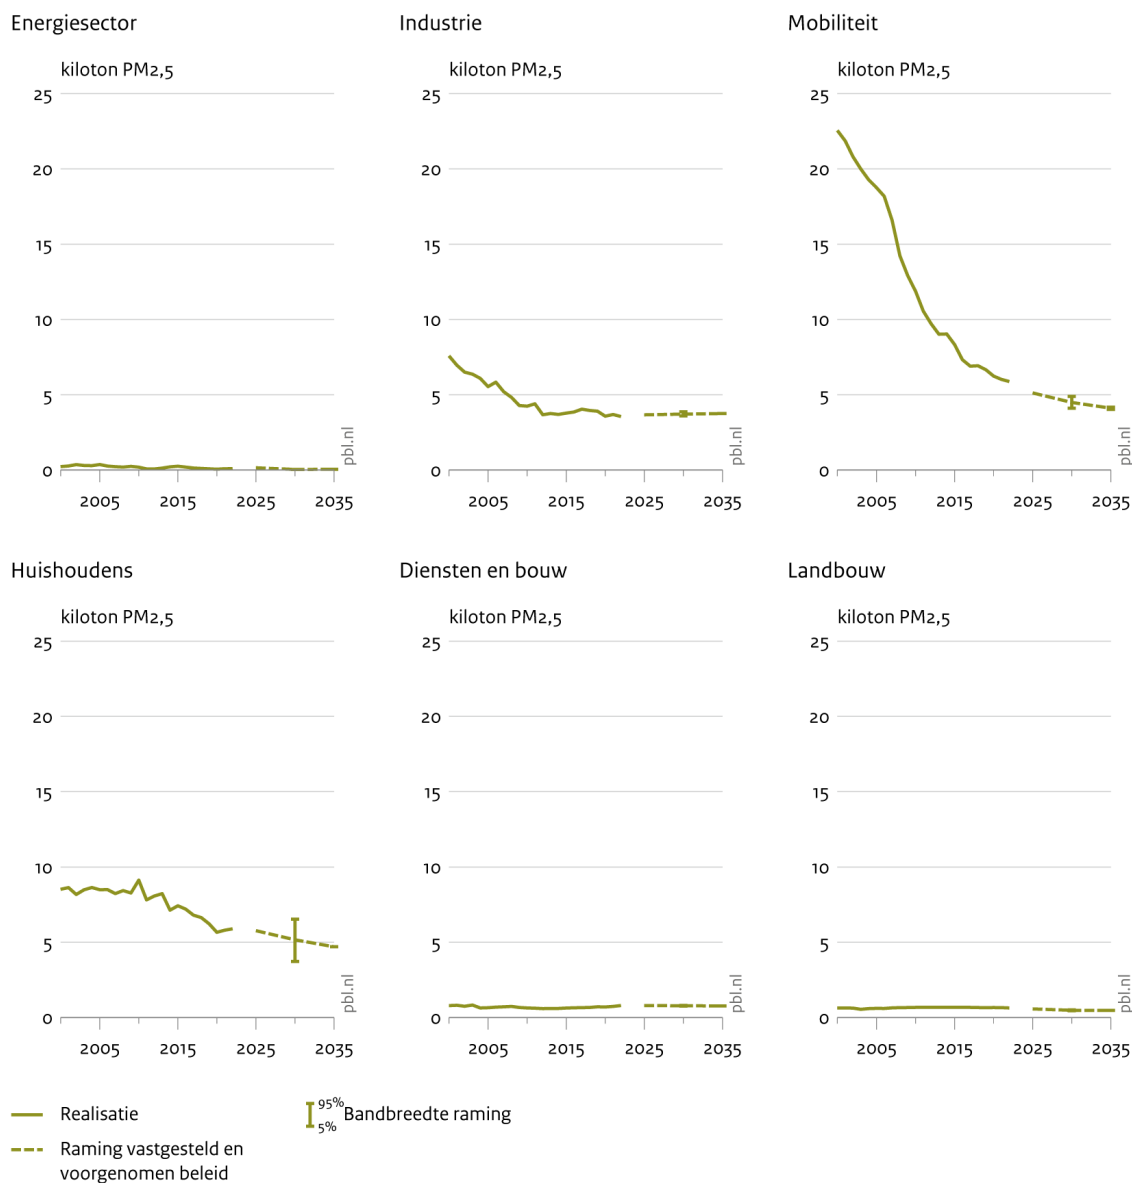 Energiesector
kiloton PM2,5
25
20
15
10
5
0
2005 2015 2025 2035
pbl.nl
Industrie
kiloton PM2,5
25
20
15
10
5
0
2005 2015 2025 2035
pbl.nl
Mobiliteit
kiloton PM2,5
25
20
15
10
5
0
2005 2015 2025 2035
pbl.nl
Huishoudens
kiloton PM2,5
25
20
15
10
5
0
2005 2015 2025 2035
pbl.nl
Diensten en bouw
kiloton PM2,5
25
20
15
10
5
0
2005 2015 2025 2035
pbl.nl
Landbouw
kiloton PM2,5
25
20
15
10
5
0
2005 2015 2025 2035
pbl.nl
Realisatie
Raming vastgesteld en
voorgenomen beleid
95%
5%
Bandbreedte raming